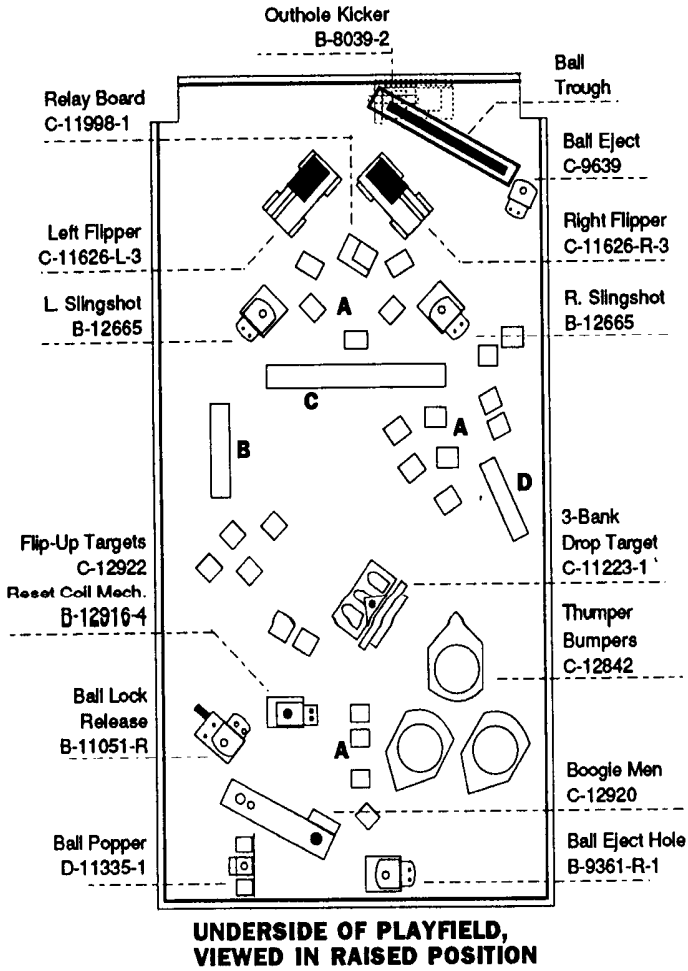 Outhole Kicker
B-8039-2
Relay Board
C-11998-1
Ball
Trough
Ball Eject
C-9639
Left Flipper
C-11626-L-3
Right Flipper
C-11626-R-3
L. Slingshot
B-12665
A
R. Slingshot
B-12665
C
B
A
D
Flip-Up Targets
C-12922
Reset Coil Mech.
B-12916-4
3-Bank
Drop Target
C-11223-1
Thumper
Bumpers
C-12842
Ball Lock
Release
B-11051-R
A
Boogie Men
C-12920
Ball Popper
D-11335-1
Ball Eject Hole
B-9361-R-1
UNDERSIDE OF PLAYFIELD,
VIEWED IN RAISED POSITION